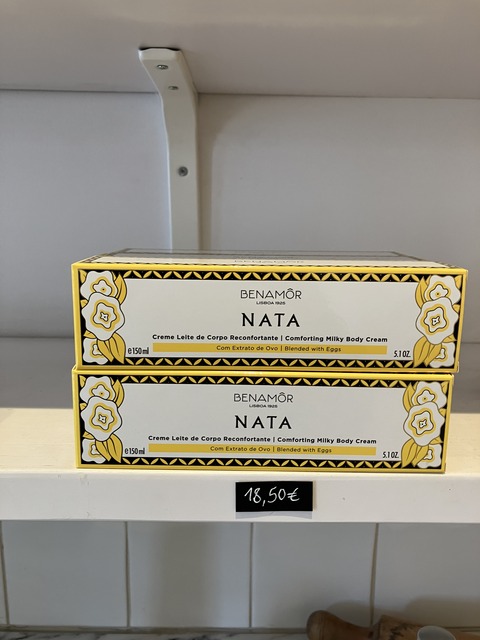 BENAMÔR
LISBOA 1925
NATA
Creme Leite de Corpo Reconfortante | Comforting Milky Body Cream
Com Extrato de Ovo | Blended with Eggs
e 150 ml
5.1 OZ.
BENAMÔR
LISBOA 1925
NATA
Creme Leite de Corpo Reconfortante | Comforting Milky Body Cream
Com Extrato de Ovo | Blended with Eggs
e 150 ml
5.1 OZ.
18,50€